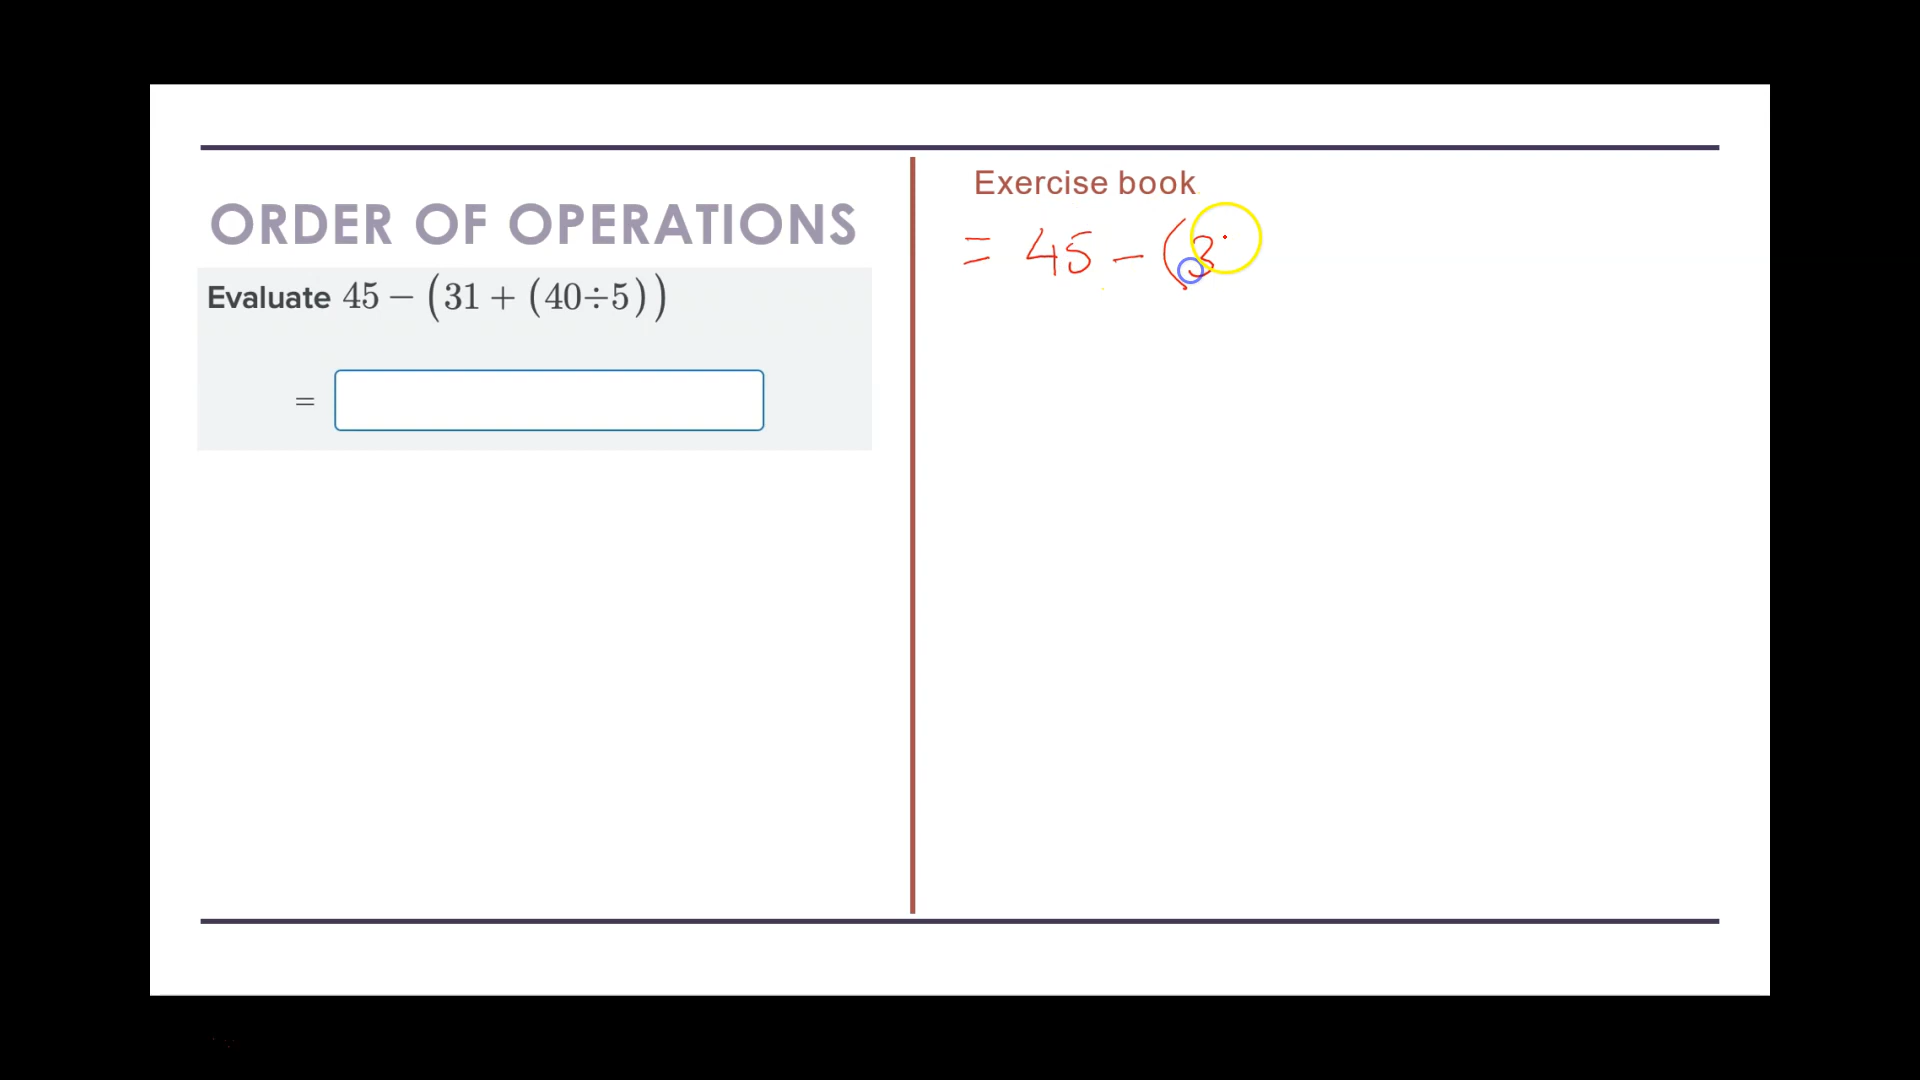 ORDER OF OPERATIONS
Evaluate 45 − (31 + (40÷5))
=
Exercise book
= 45 − (3